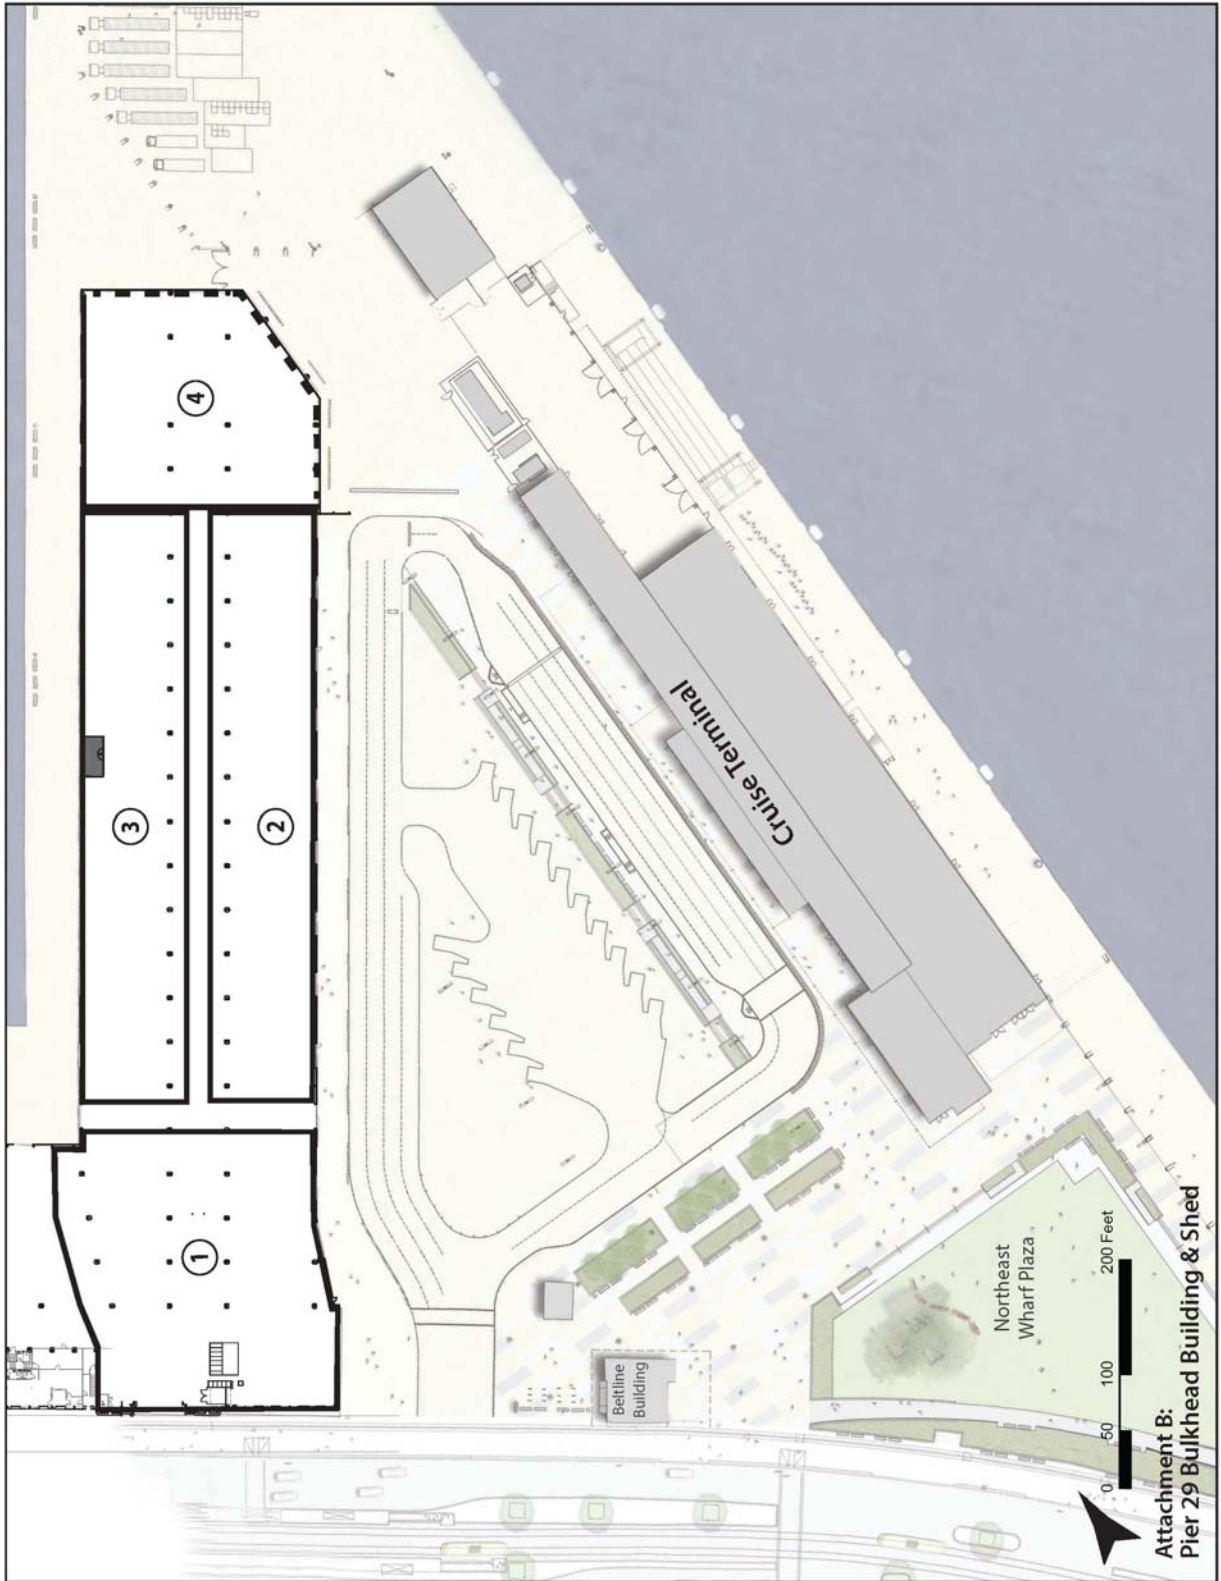 4
3
2
1
Cruise Terminal
Beltline
Building
Northeast
Wharf Plaza
0 50 100 200 Feet
Attachment B:
Pier 29 Bulkhead Building & Shed